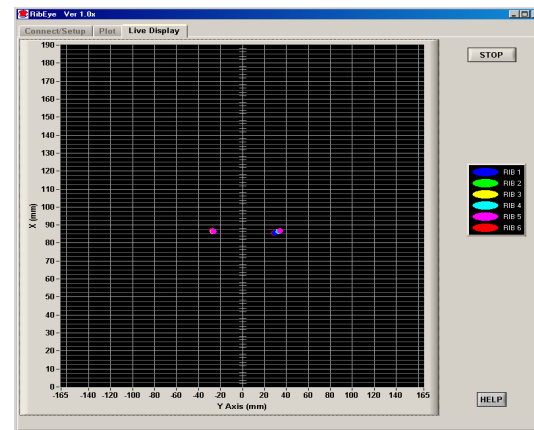 RibEye Ver 1.0x
Connect/Setup Plot Live Display
STOP
190
180
170
160
150
140
130
120
110
100
90
80
70
60
50
40
30
20
10
0
X (mm)
-165 -140 -120 -100 -80 -60 -40 -20 0 20 40 60 80 100 120 140 165
Y Axis (mm)
RIB 1
RIB 2
RIB 3
RIB 4
RIB 5
RIB 6
HELP